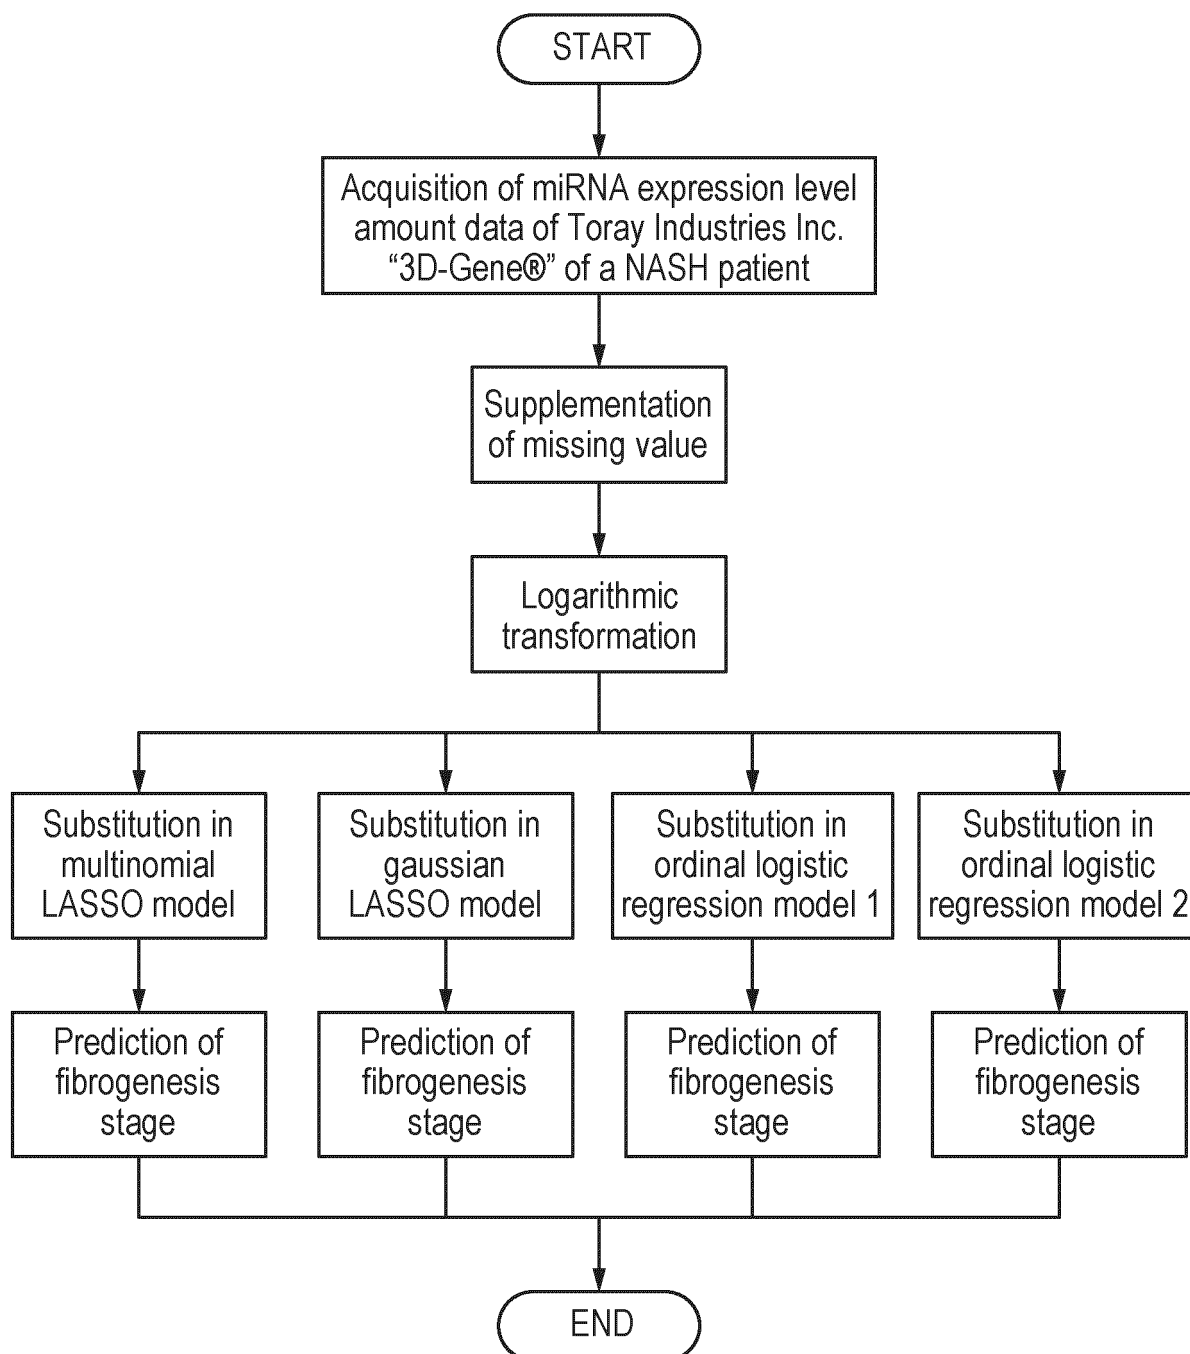 START
Acquisition of miRNA expression level
amount data of Toray Industries Inc.
“3D-Gene®” of a NASH patient
Supplementation
of missing value
Logarithmic
transformation
Substitution in
multinomial
LASSO model
Substitution in
gaussian
LASSO model
Substitution in
ordinal logistic
regression model 1
Substitution in
ordinal logistic
regression model 2
Prediction of
fibrogenesis
stage
Prediction of
fibrogenesis
stage
Prediction of
fibrogenesis
stage
Prediction of
fibrogenesis
stage
END